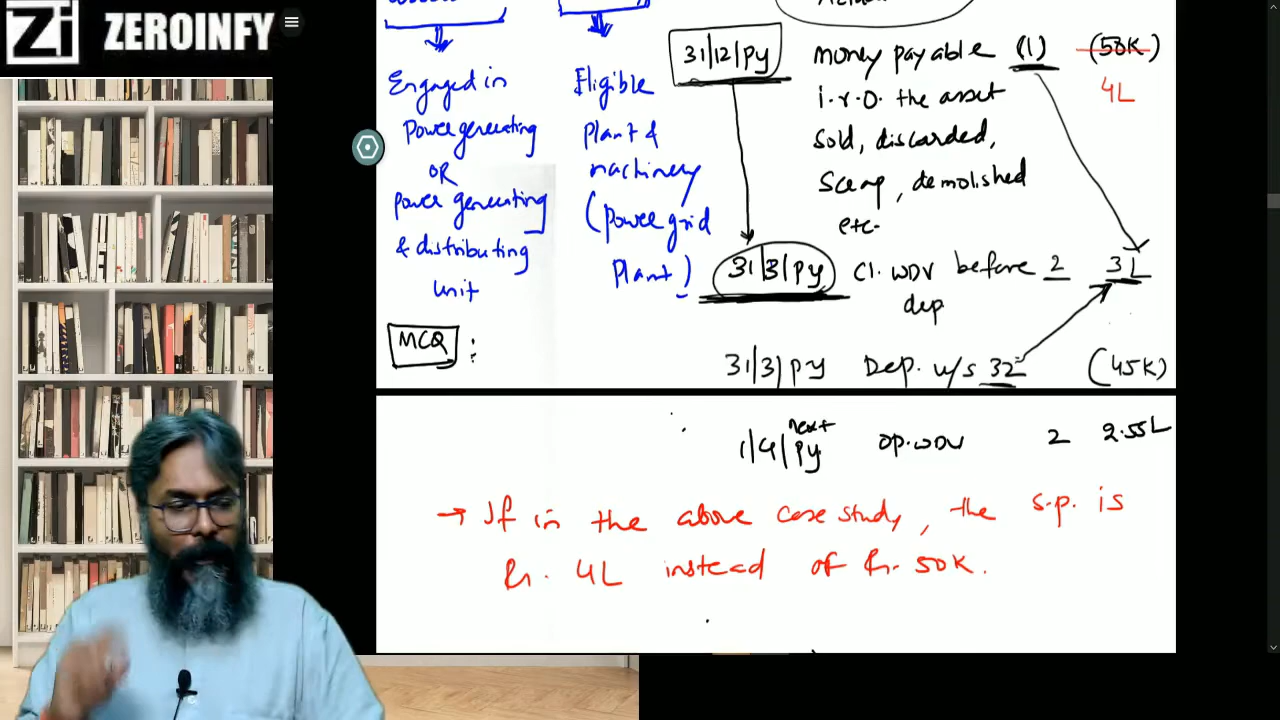 Zi ZEROINFY
Engaged in
Power generating
OR
power generating
& distributing
unit
MCQ :
Eligible
plant &
machinery
(power grid
plant)
31/12/py money payable (1) (50K)
4L
i.r.o. the asset
sold, discarded,
Scrap, demolished
etc.
31/3/py Cl. WDV before 2 3L
dep
31/3/py Dep. u/s 32 (45K)
1/4/next py op. WDV 2 2.55L
→ If in the above case study, the s.p. is
Rs. 4L instead of Rs. 50K.